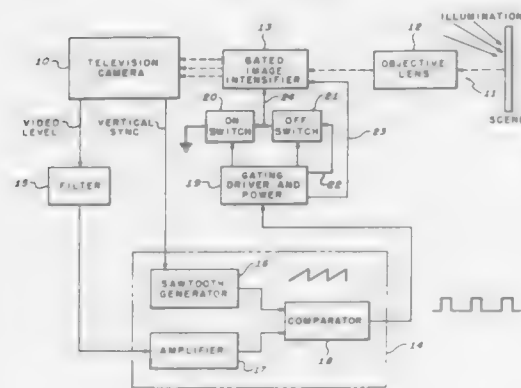 ILLUMINATION
13
12
10
TELEVISION
CAMERA
GATED
IMAGE
INTENSIFIER
OBJECTIVE
LENS
11
SCENE
20
24
21
ON
SWITCH
OFF
SWITCH
VIDEO
LEVEL
VERTICAL
SYNC
23
22
15
FILTER
19
GATING
DRIVER AND
POWER
16
SAWTOOTH
GENERATOR
COMPARATOR
14
18
AMPLIFIER
17